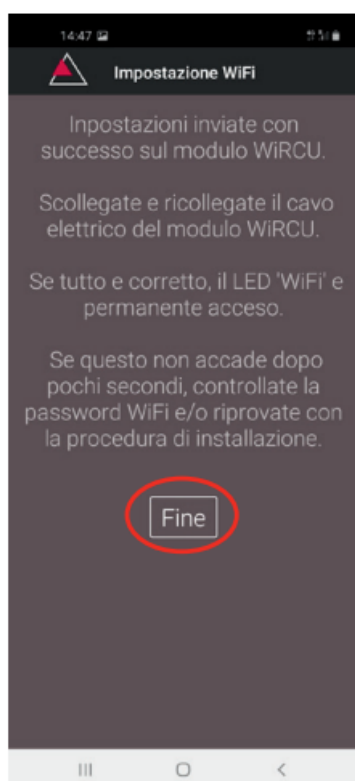 14:47
Impostazione WiFi
Inpostazioni inviate con
successo sul modulo WiRCU.
Scollegate e ricollegate il cavo
elettrico del modulo WiRCU.
Se tutto e corretto, il LED 'WiFi' e
permanente acceso.
Se questo non accade dopo
pochi secondi, controllate la
password WiFi e/o riprovate con
la procedura di installazione.
Fine